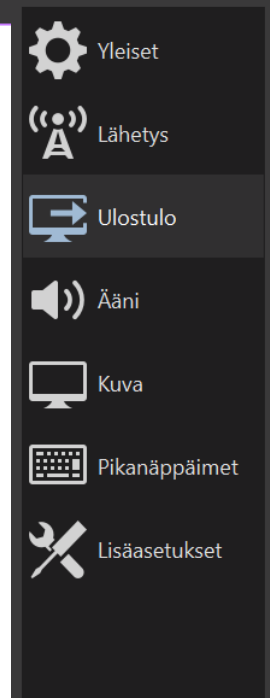 Yleiset
Lähetys
Ulostulo
Ääni
Kuva
Pikanäppäimet
Lisäasetukset